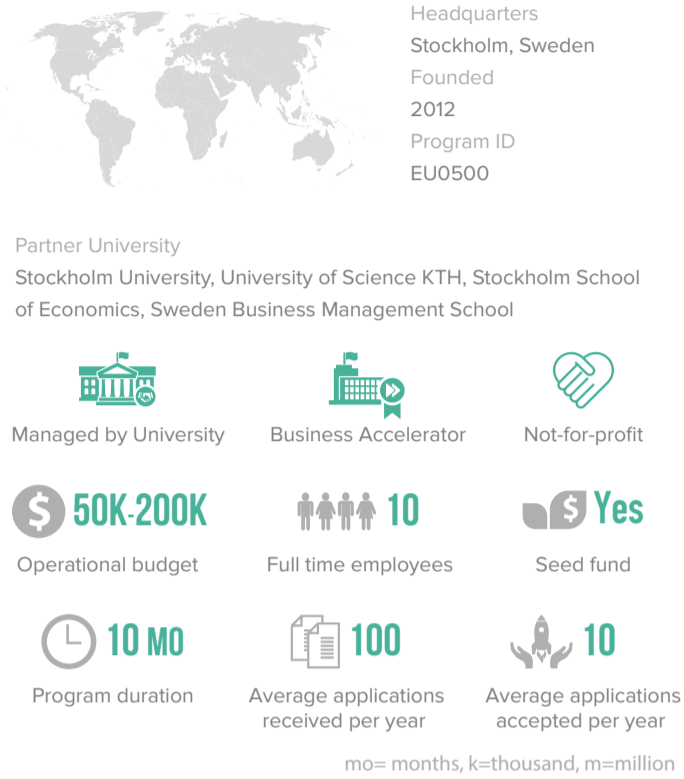 Headquarters
Stockholm, Sweden
Founded
2012
Program ID
EU0500
Partner University
Stockholm University, University of Science KTH, Stockholm School
of Economics, Sweden Business Management School
Managed by University
Business Accelerator
Not-for-profit
$ 50K-200K
Operational budget
10
Full time employees
$ Yes
Seed fund
10 MO
Program duration
100
Average applications
received per year
10
Average applications
accepted per year
mo= months, k=thousand, m=million